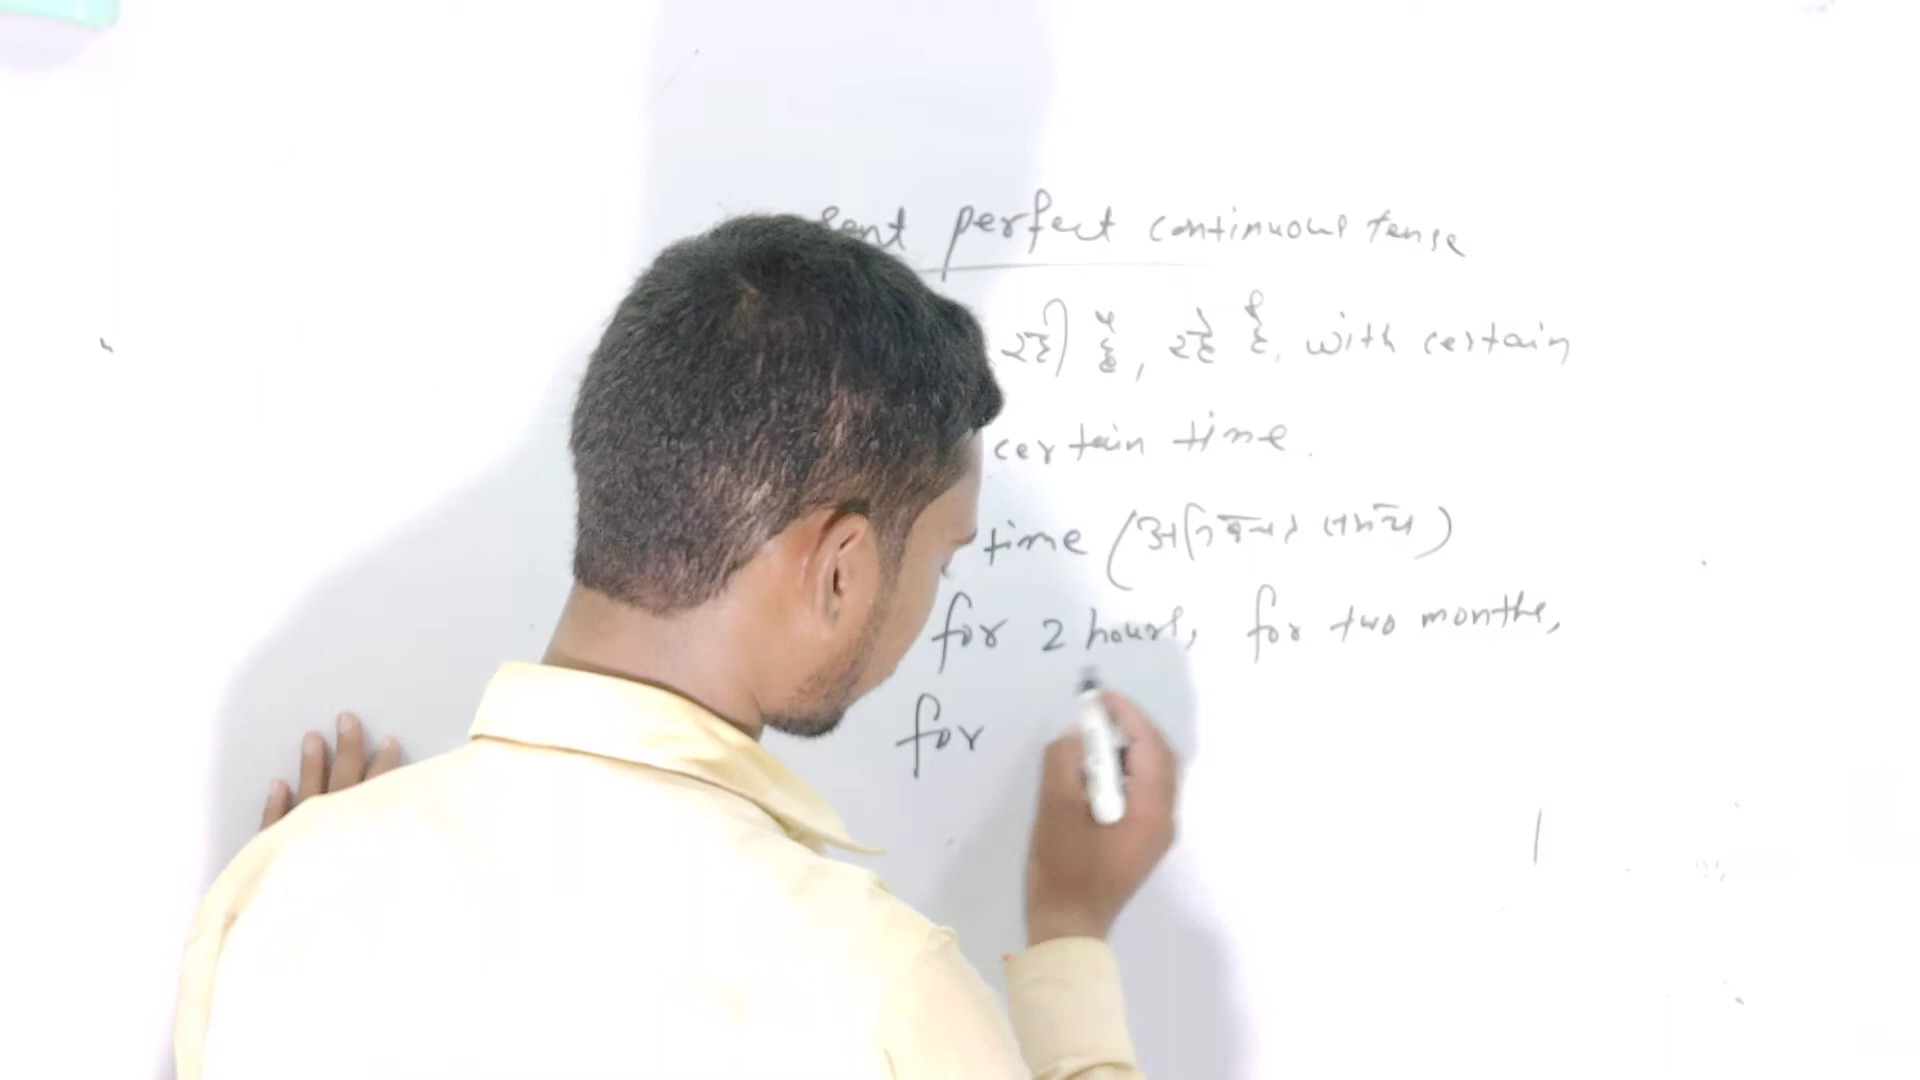 sent perfect continuous tense
रही हूँ, रहे हैं, with certain
certain time.
time (अनिश्चित समय)
for 2 hours, for two months,
for